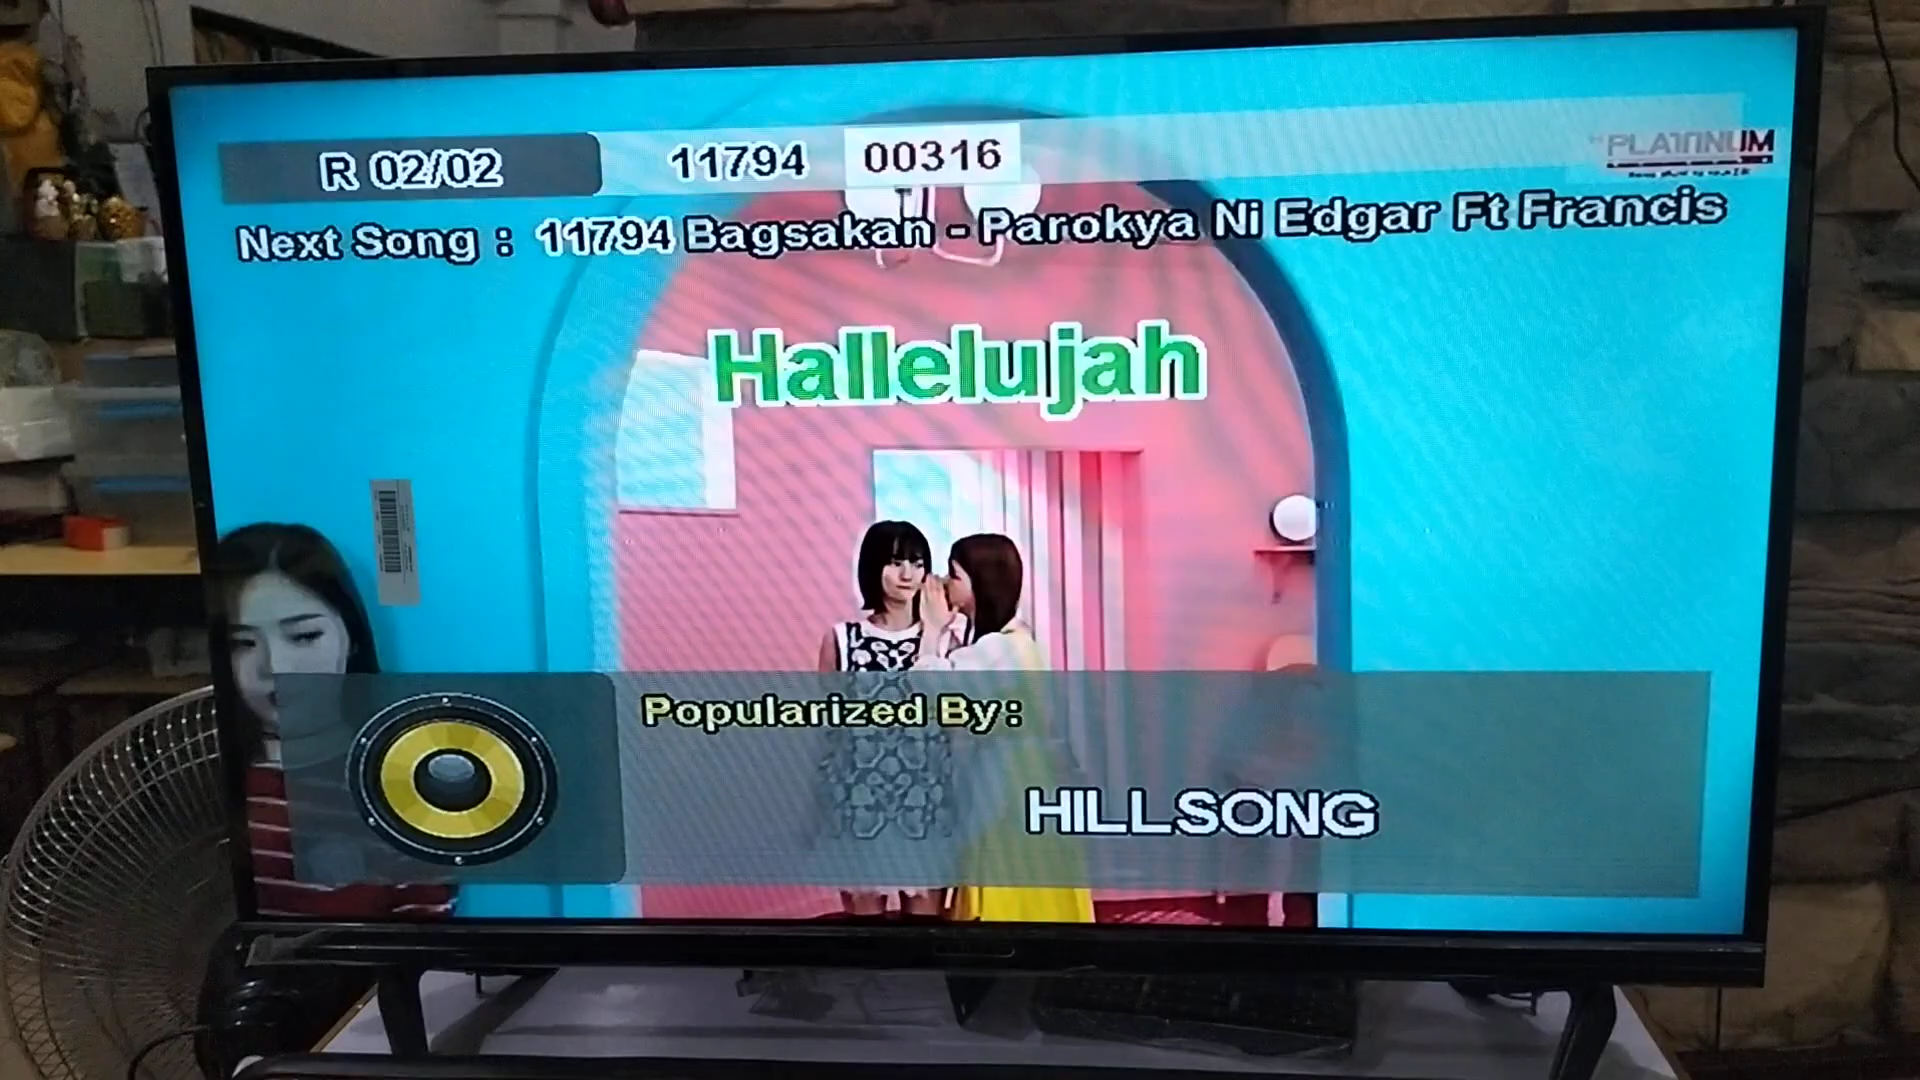 R 02/02 11794 00316
PLATINUM
Next Song : 11794 Bagsakan - Parokya Ni Edgar Ft Francis
Hallelujah
Popularized By:
HILLSONG